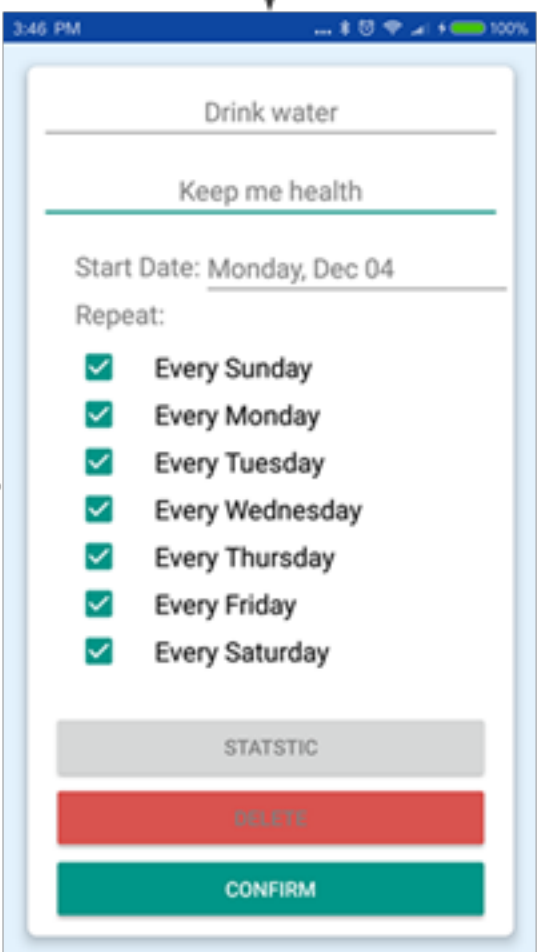 3:46 PM ... 100%
Drink water
Keep me health
Start Date: Monday, Dec 04
Repeat:
Every Sunday
Every Monday
Every Tuesday
Every Wednesday
Every Thursday
Every Friday
Every Saturday
STATSTIC
DELETE
CONFIRM